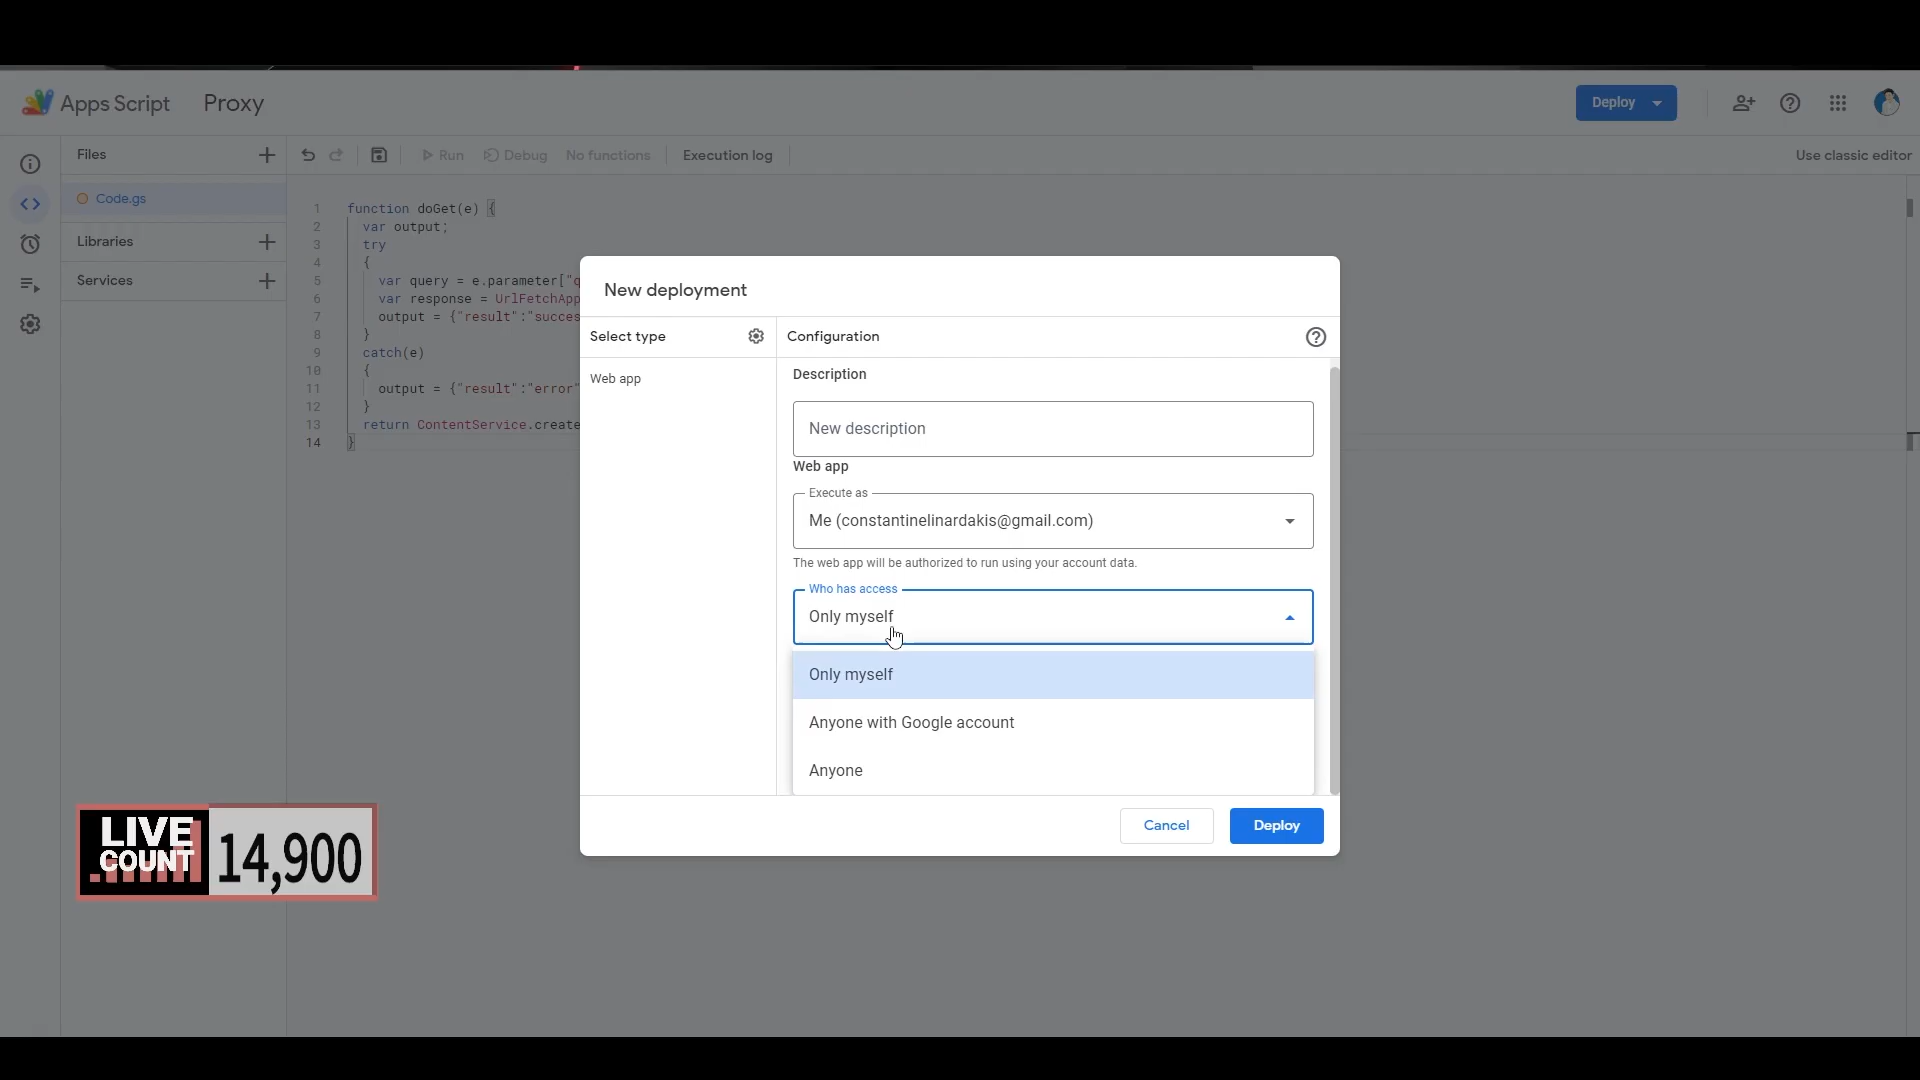 Apps Script Proxy
Deploy
Files
Run Debug No functions Execution log
Use classic editor
Code.gs
Libraries
Services
1 function doGet(e) {
2 var output;
3 try
4 {
5 var query = e.parameter["q
6 var response = UrlFetchApp
7 output = {"result":"succes
8 }
9 catch(e)
10 {
11 output = {"result":"error"
12 }
13 return ContentService.create
14 }
New deployment
Select type
Web app
Configuration
Description
New description
Web app
Execute as
Me (constantinelinardakis@gmail.com)
The web app will be authorized to run using your account data.
Who has access
Only myself
Only myself
Anyone with Google account
Anyone
Cancel Deploy
LIVE
COUNT
14,900